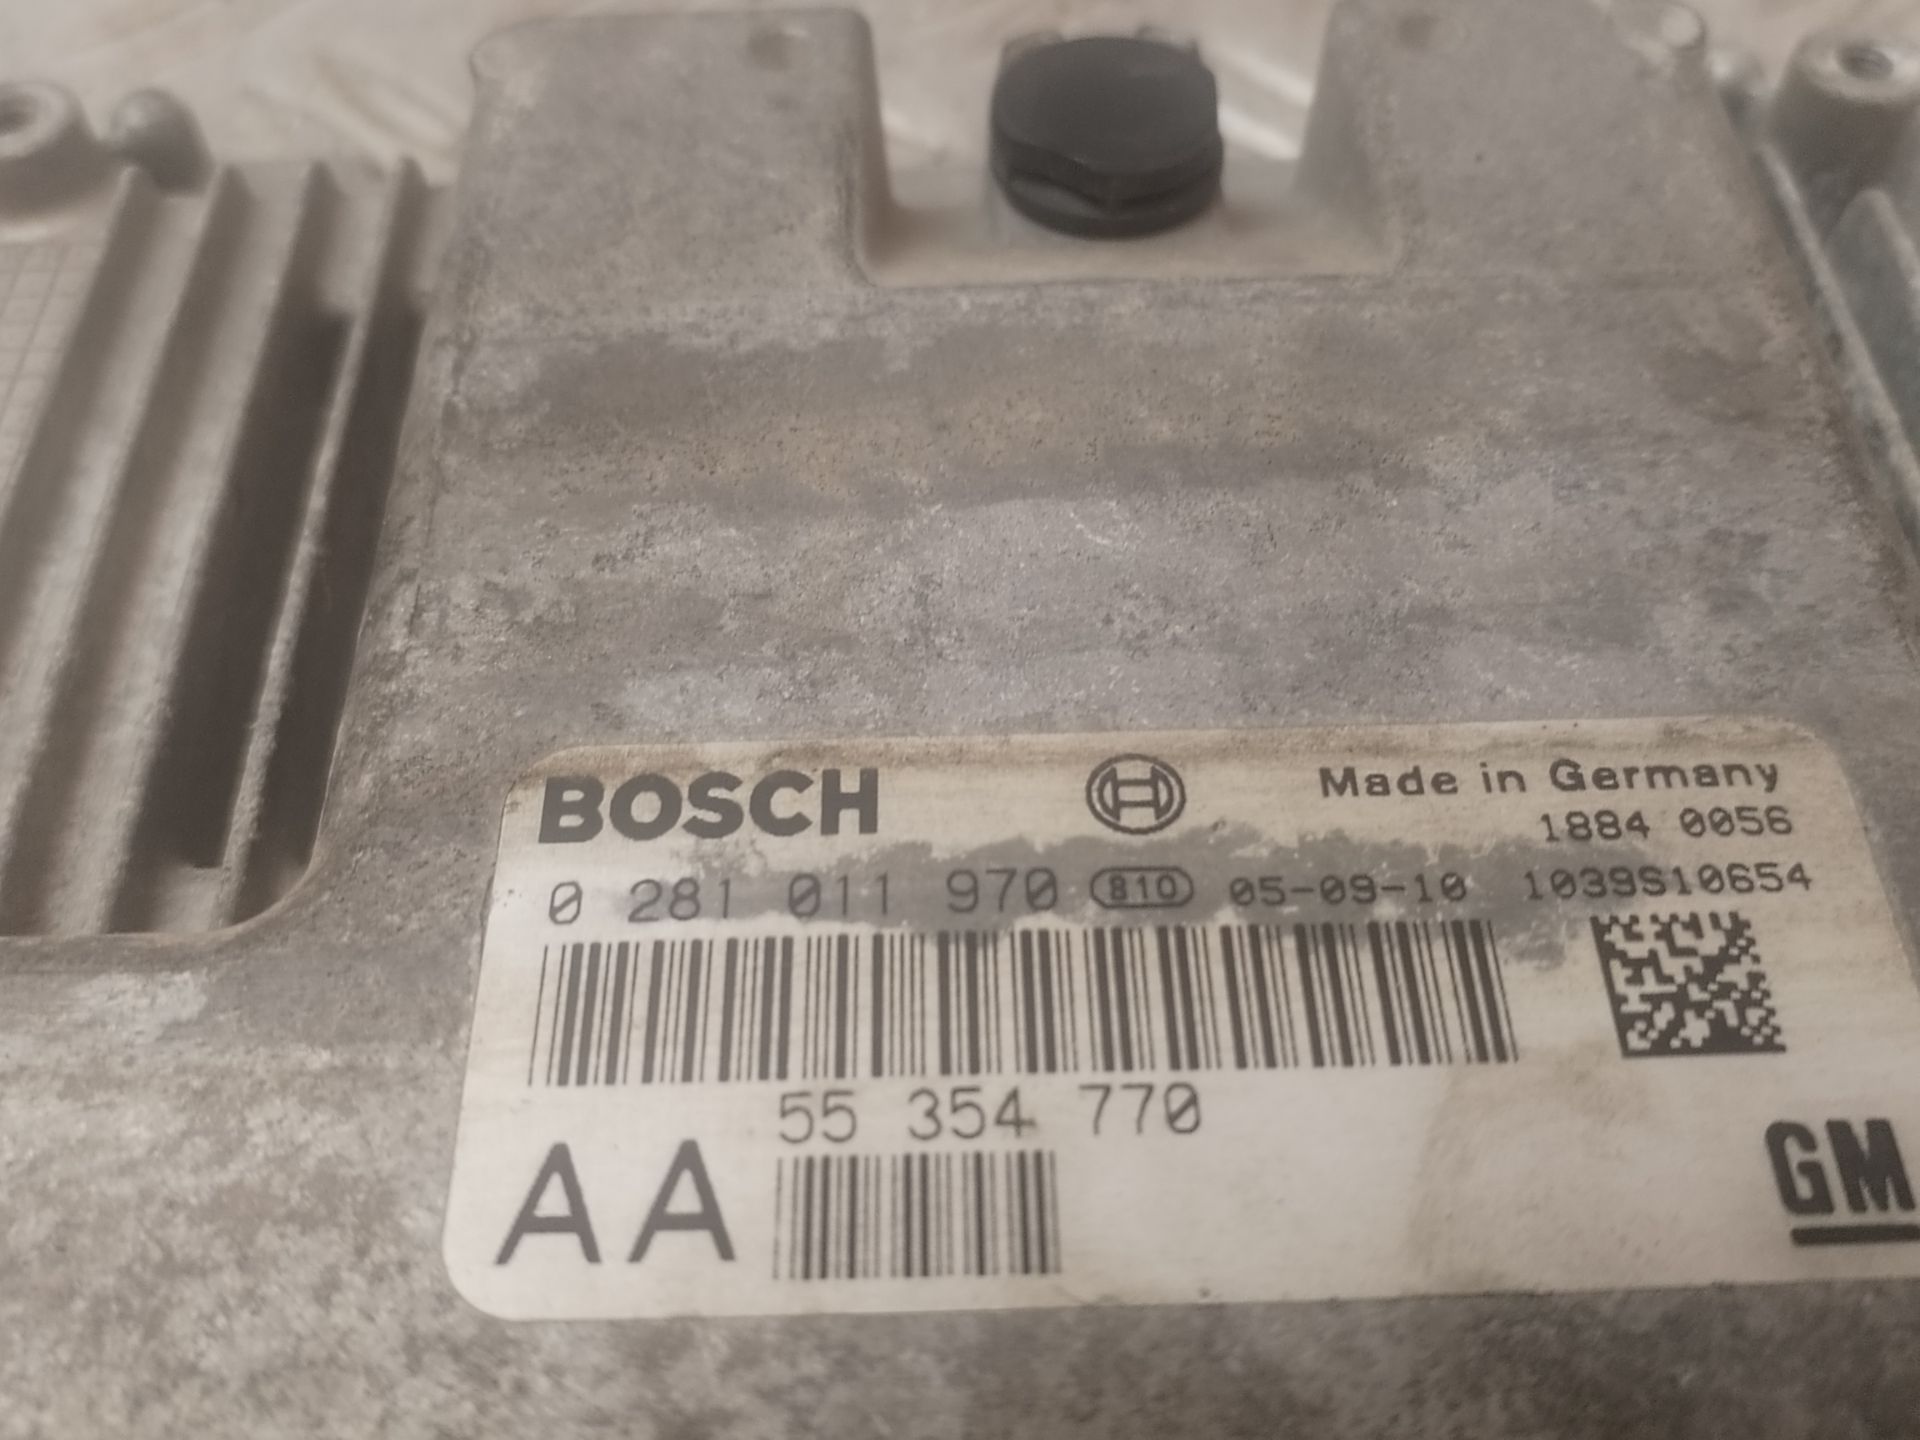 BOSCH
Made in Germany
1884 0056
0 281 011 970 810 05-09-10 1039S10654
55 354 770
AA
GM